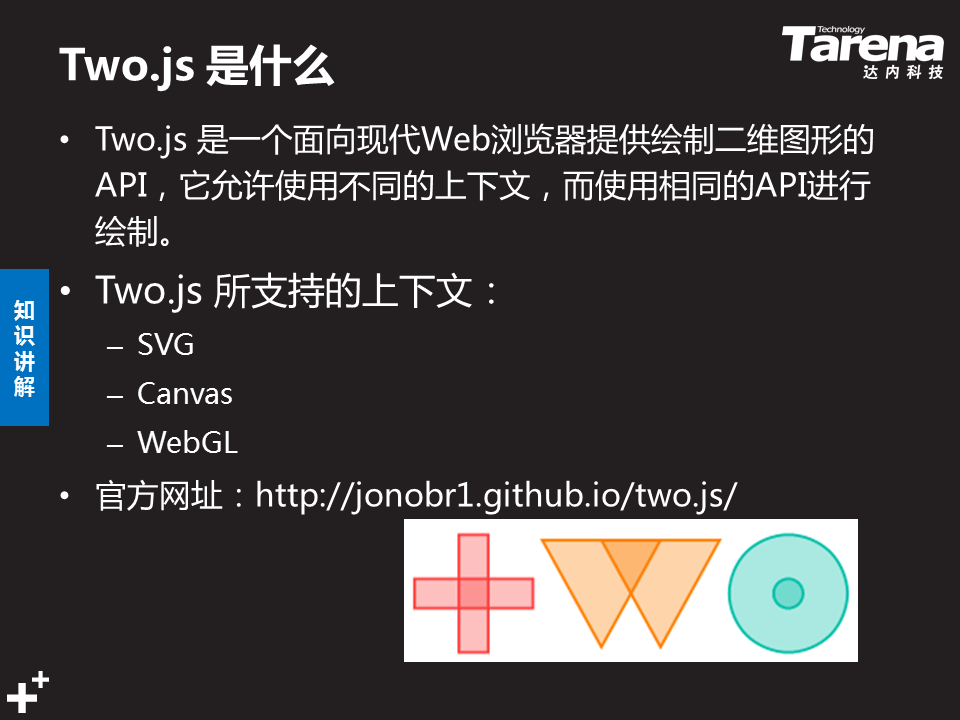 Two.js 是什么
Technology
Tarena
达内科技
• Two.js 是一个面向现代Web浏览器提供绘制二维图形的
API，它允许使用不同的上下文，而使用相同的API进行
绘制。
• Two.js 所支持的上下文：
– SVG
– Canvas
– WebGL
• 官方网址：http://jonobr1.github.io/two.js/
知识讲解